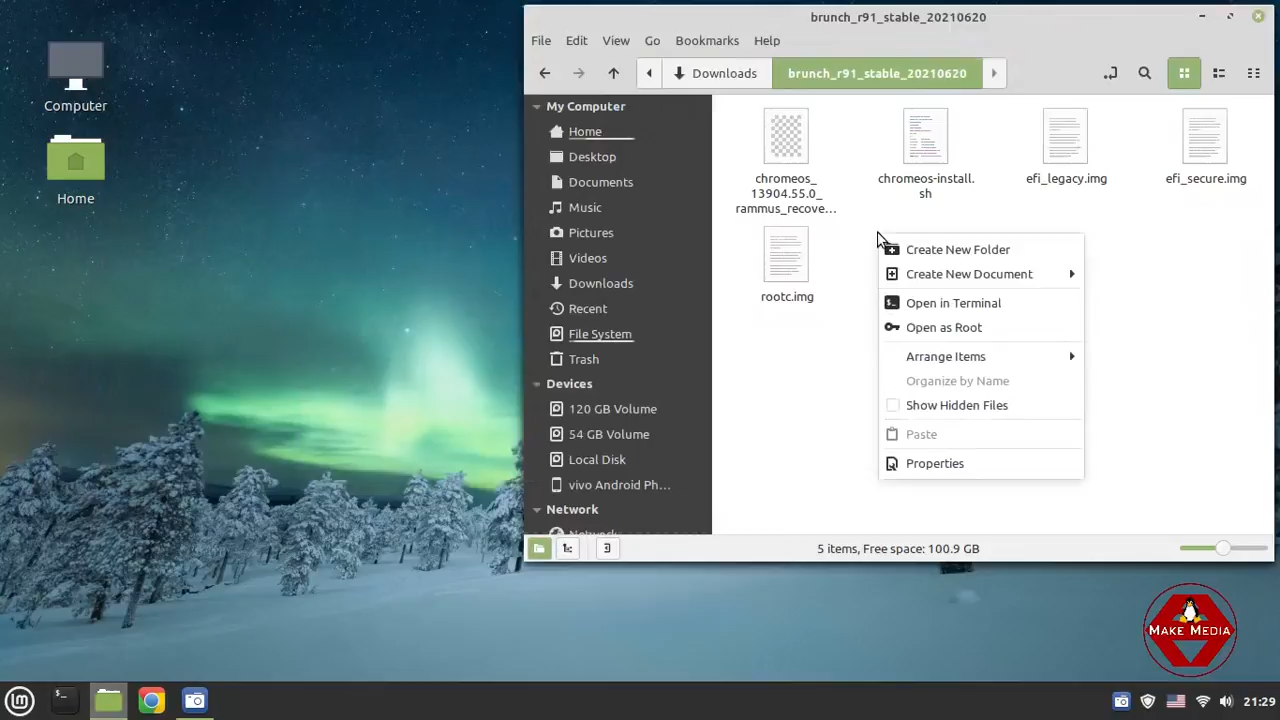 Computer
Home
brunch_r91_stable_20210620
File Edit View Go Bookmarks Help
Downloads brunch_r91_stable_20210620
My Computer
Home
Desktop
Documents
Music
Pictures
Videos
Downloads
Recent
File System
Trash
Devices
120 GB Volume
54 GB Volume
Local Disk
vivo Android Ph...
Network
chromeos_
13904.55.0_
rammus_recove...
chromeos-install.
sh
efi_legacy.img
efi_secure.img
rootc.img
Create New Folder
Create New Document
Open in Terminal
Open as Root
Arrange Items
Organize by Name
Show Hidden Files
Paste
Properties
5 items, Free space: 100.9 GB
MAKE MEDIA
21:29